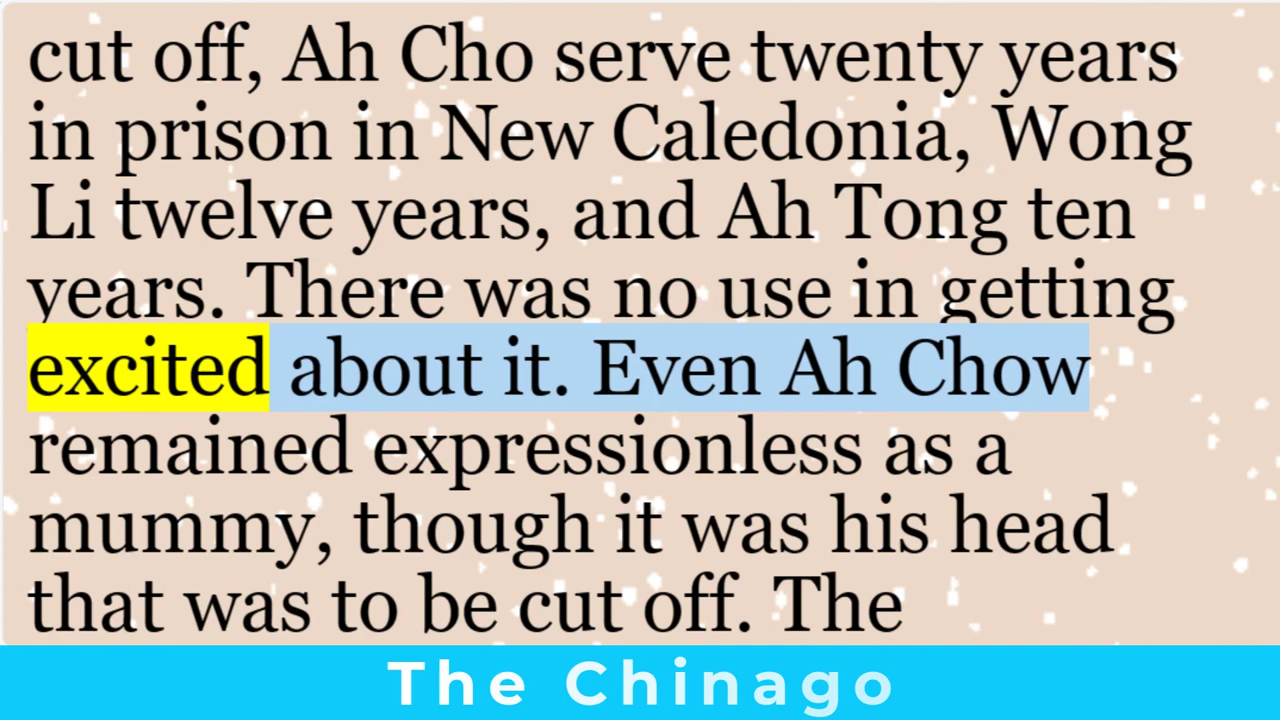 cut off, Ah Cho serve twenty years
in prison in New Caledonia, Wong
Li twelve years, and Ah Tong ten
years. There was no use in getting
excited about it. Even Ah Chow
remained expressionless as a
mummy, though it was his head
that was to be cut off. The
The Chinago